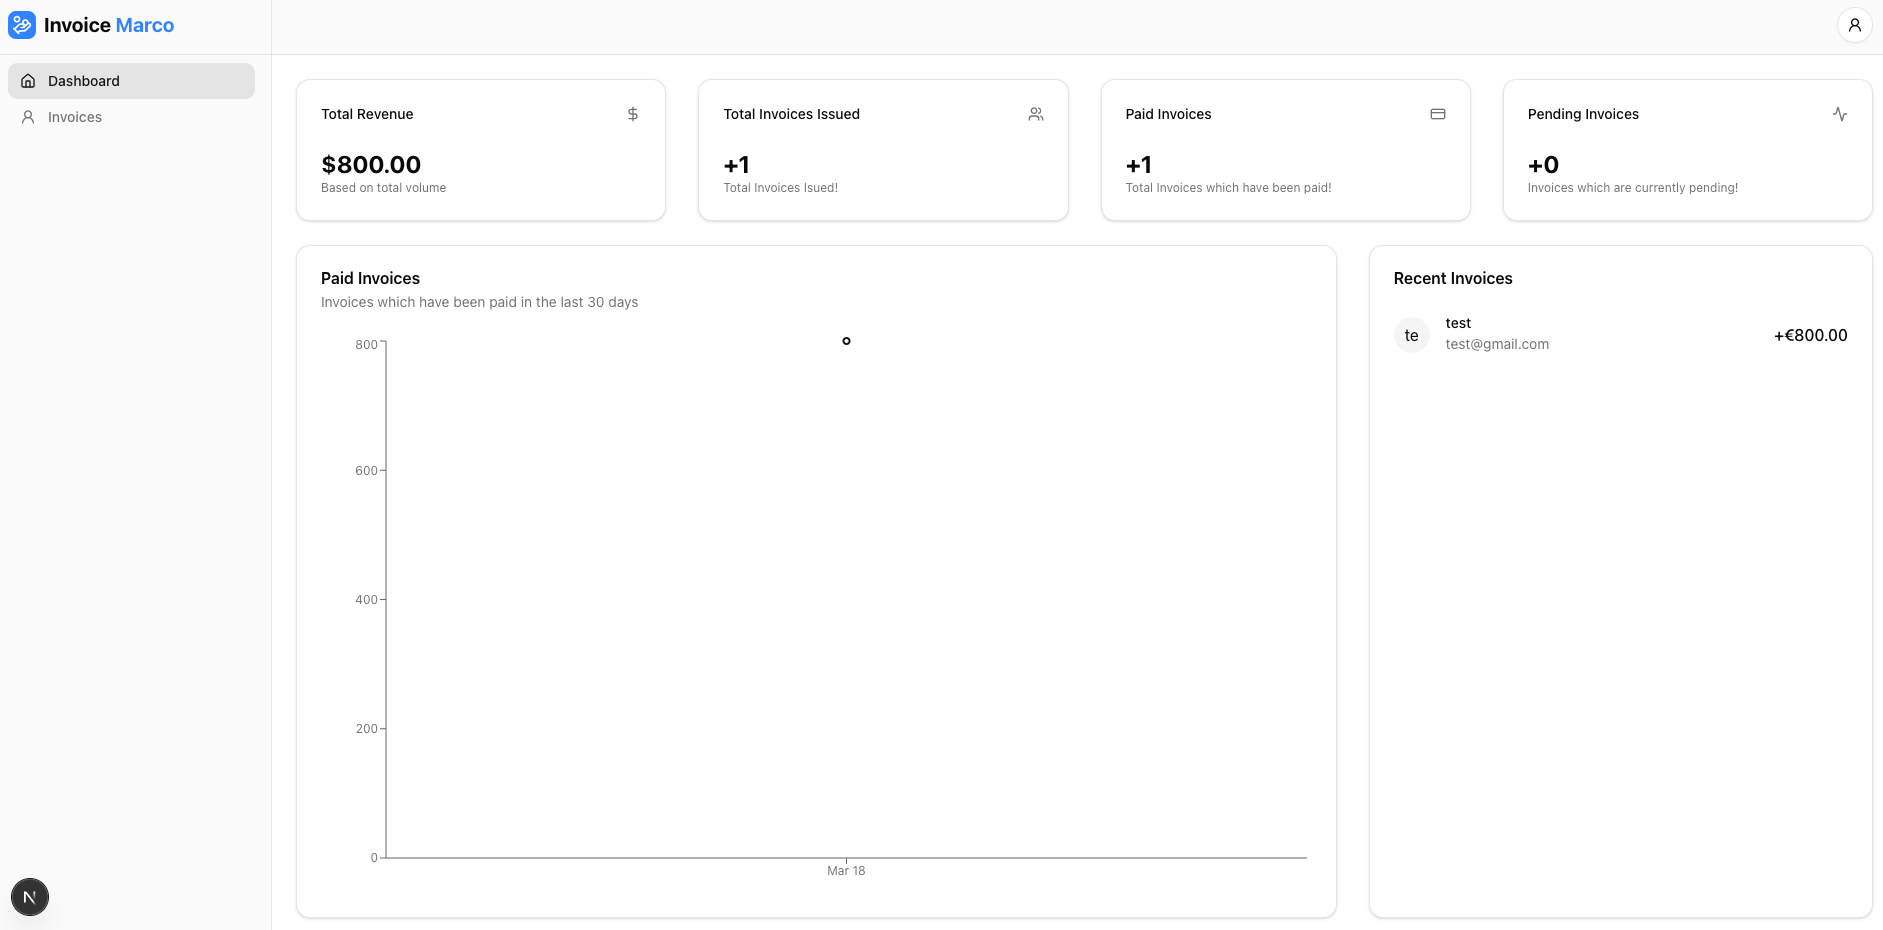 Invoice Marco
Dashboard
Invoices
Total Revenue
$800.00
Based on total volume
Total Invoices Issued
+1
Total Invoices Isued!
Paid Invoices
+1
Total Invoices which have been paid!
Pending Invoices
+0
Invoices which are currently pending!
Paid Invoices
Invoices which have been paid in the last 30 days
800
600
400
200
0
Mar 18
Recent Invoices
te
test
test@gmail.com
+€800.00
N